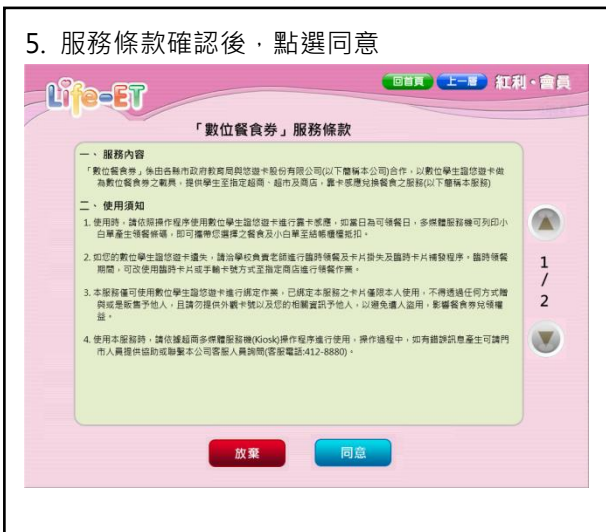 5. 服務條款確認後，點選同意
Life-ET
回首頁 上一層 紅利・會員
「數位餐食券」服務條款
一、 服務內容
「數位餐食券」係由各縣市政府教育局與悠遊卡股份有限公司(以下簡稱本公司)合作，以數位學生證悠遊卡做
為數位餐食券之載具，提供學生至指定超商、超市及商店，靠卡感應兌換餐食之服務(以下簡稱本服務)
二、 使用須知
1. 使用時，請依照操作程序使用數位學生證悠遊卡進行靠卡感應，如當日為可領餐日，多媒體服務機可列印小
白單產生領餐條碼，即可攜帶您選擇之餐食及小白單至結帳櫃檯抵扣。
2. 如您的數位學生證悠遊卡遺失，請洽學校負責老師進行臨時領餐及卡片掛失及臨時卡片補發程序，臨時領餐
期間，可改使用臨時卡片或手輸卡號方式至指定商店進行領餐作業。
3. 本服務僅可使用數位學生證悠遊卡進行綁定作業，已綁定本服務之卡片僅限本人使用，不得透過任何方式贈
與或是販售予他人，且請勿提供外觀卡號以及您的相關資訊予他人，以避免遭人盜用，影響餐食券兌領權
益。
4. 使用本服務時，請依據超商多媒體服務機(Kiosk)操作程序進行使用，操作過程中，如有錯誤訊息產生可請門
市人員提供協助或聯繫本公司客服人員詢問(客服電話:412-8880)。
1
/
2
放棄 同意